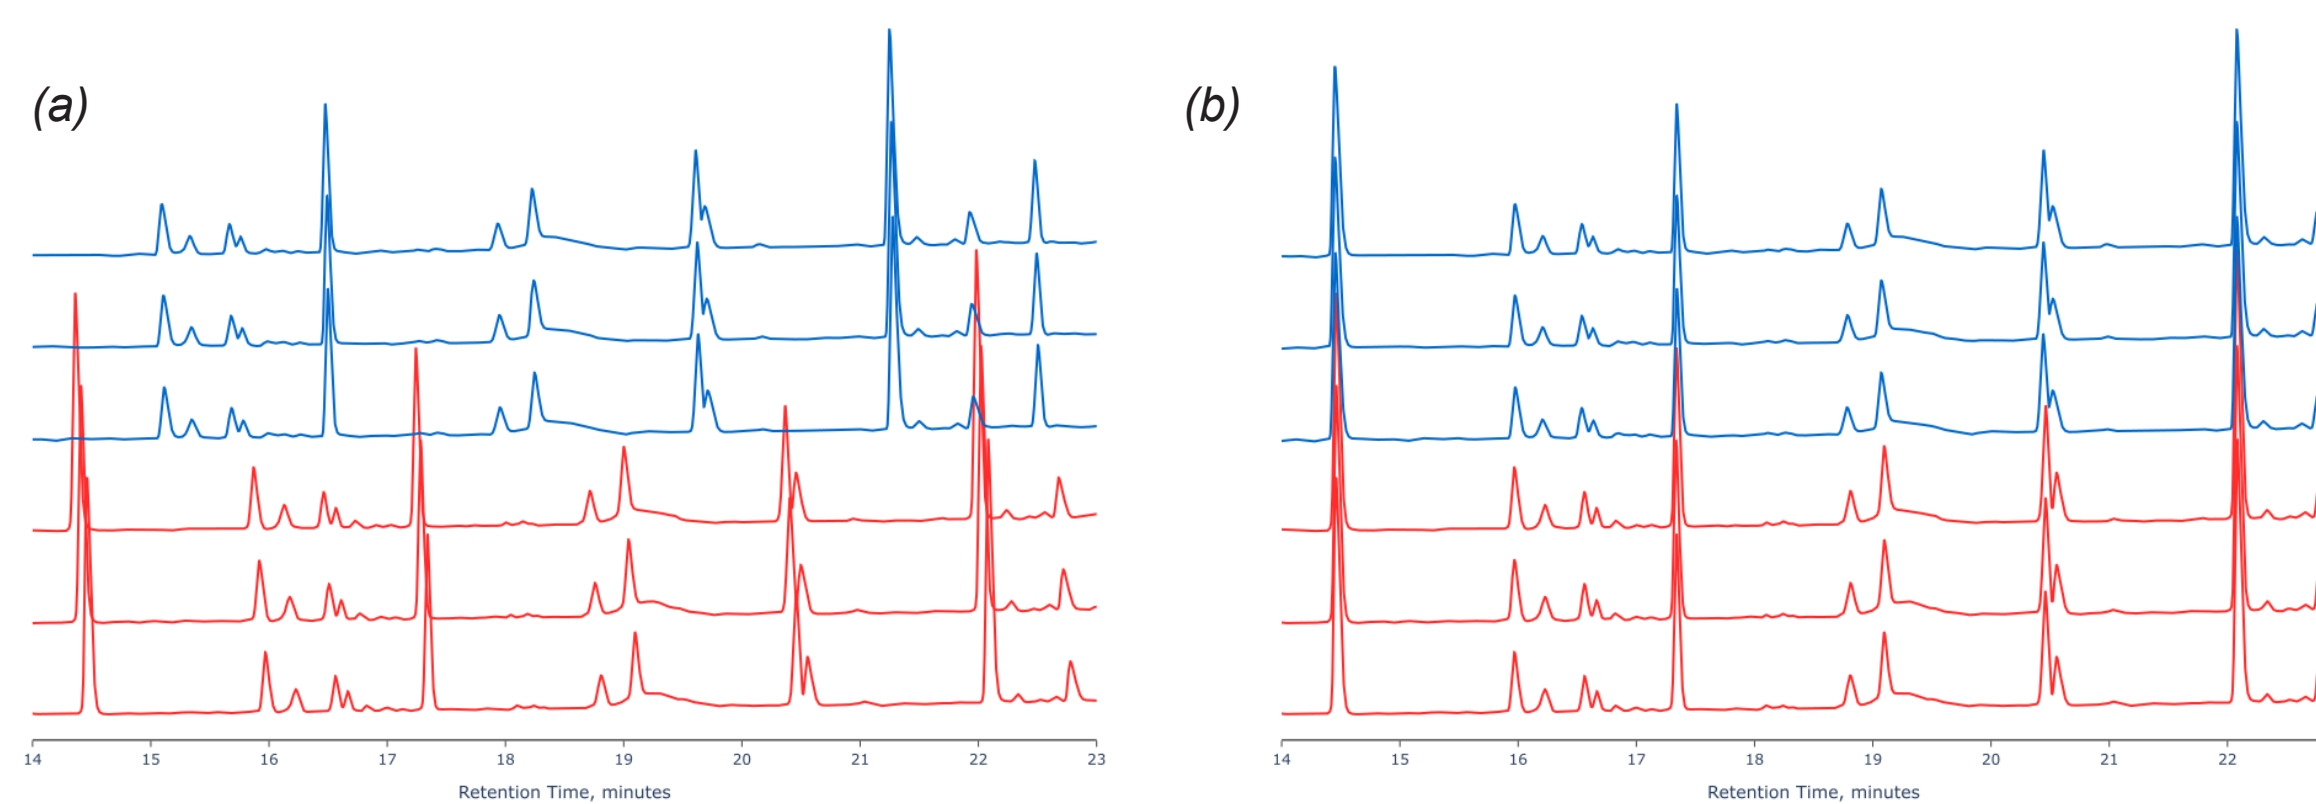 (a)
(b)
14 15 16 17 18 19 20 21 22 23
Retention Time, minutes
14 15 16 17 18 19 20 21 22
Retention Time, minutes